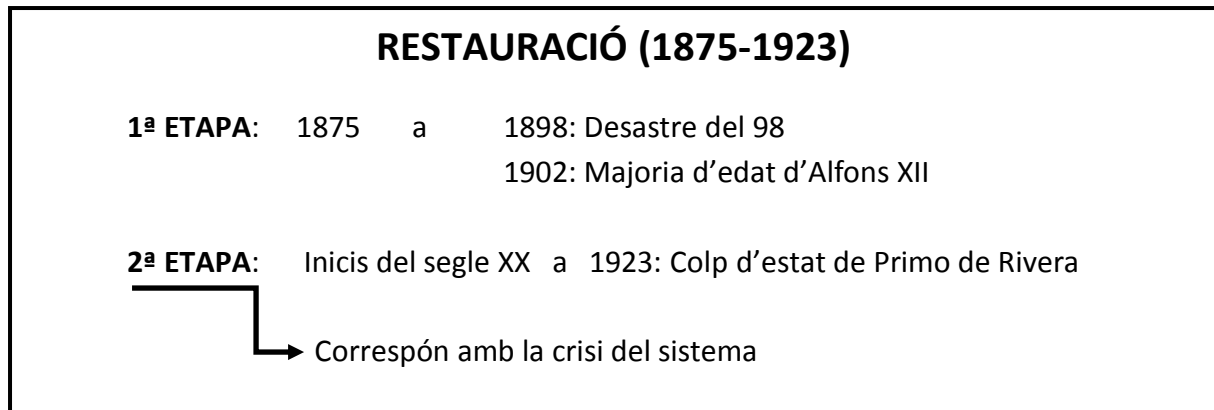 RESTAURACIÓ (1875-1923)
1ª ETAPA: 1875 a 1898: Desastre del 98
1902: Majoria d’edat d’Alfons XII
2ª ETAPA: Inicis del segle XX a 1923: Colp d’estat de Primo de Rivera
Correspón amb la crisi del sistema